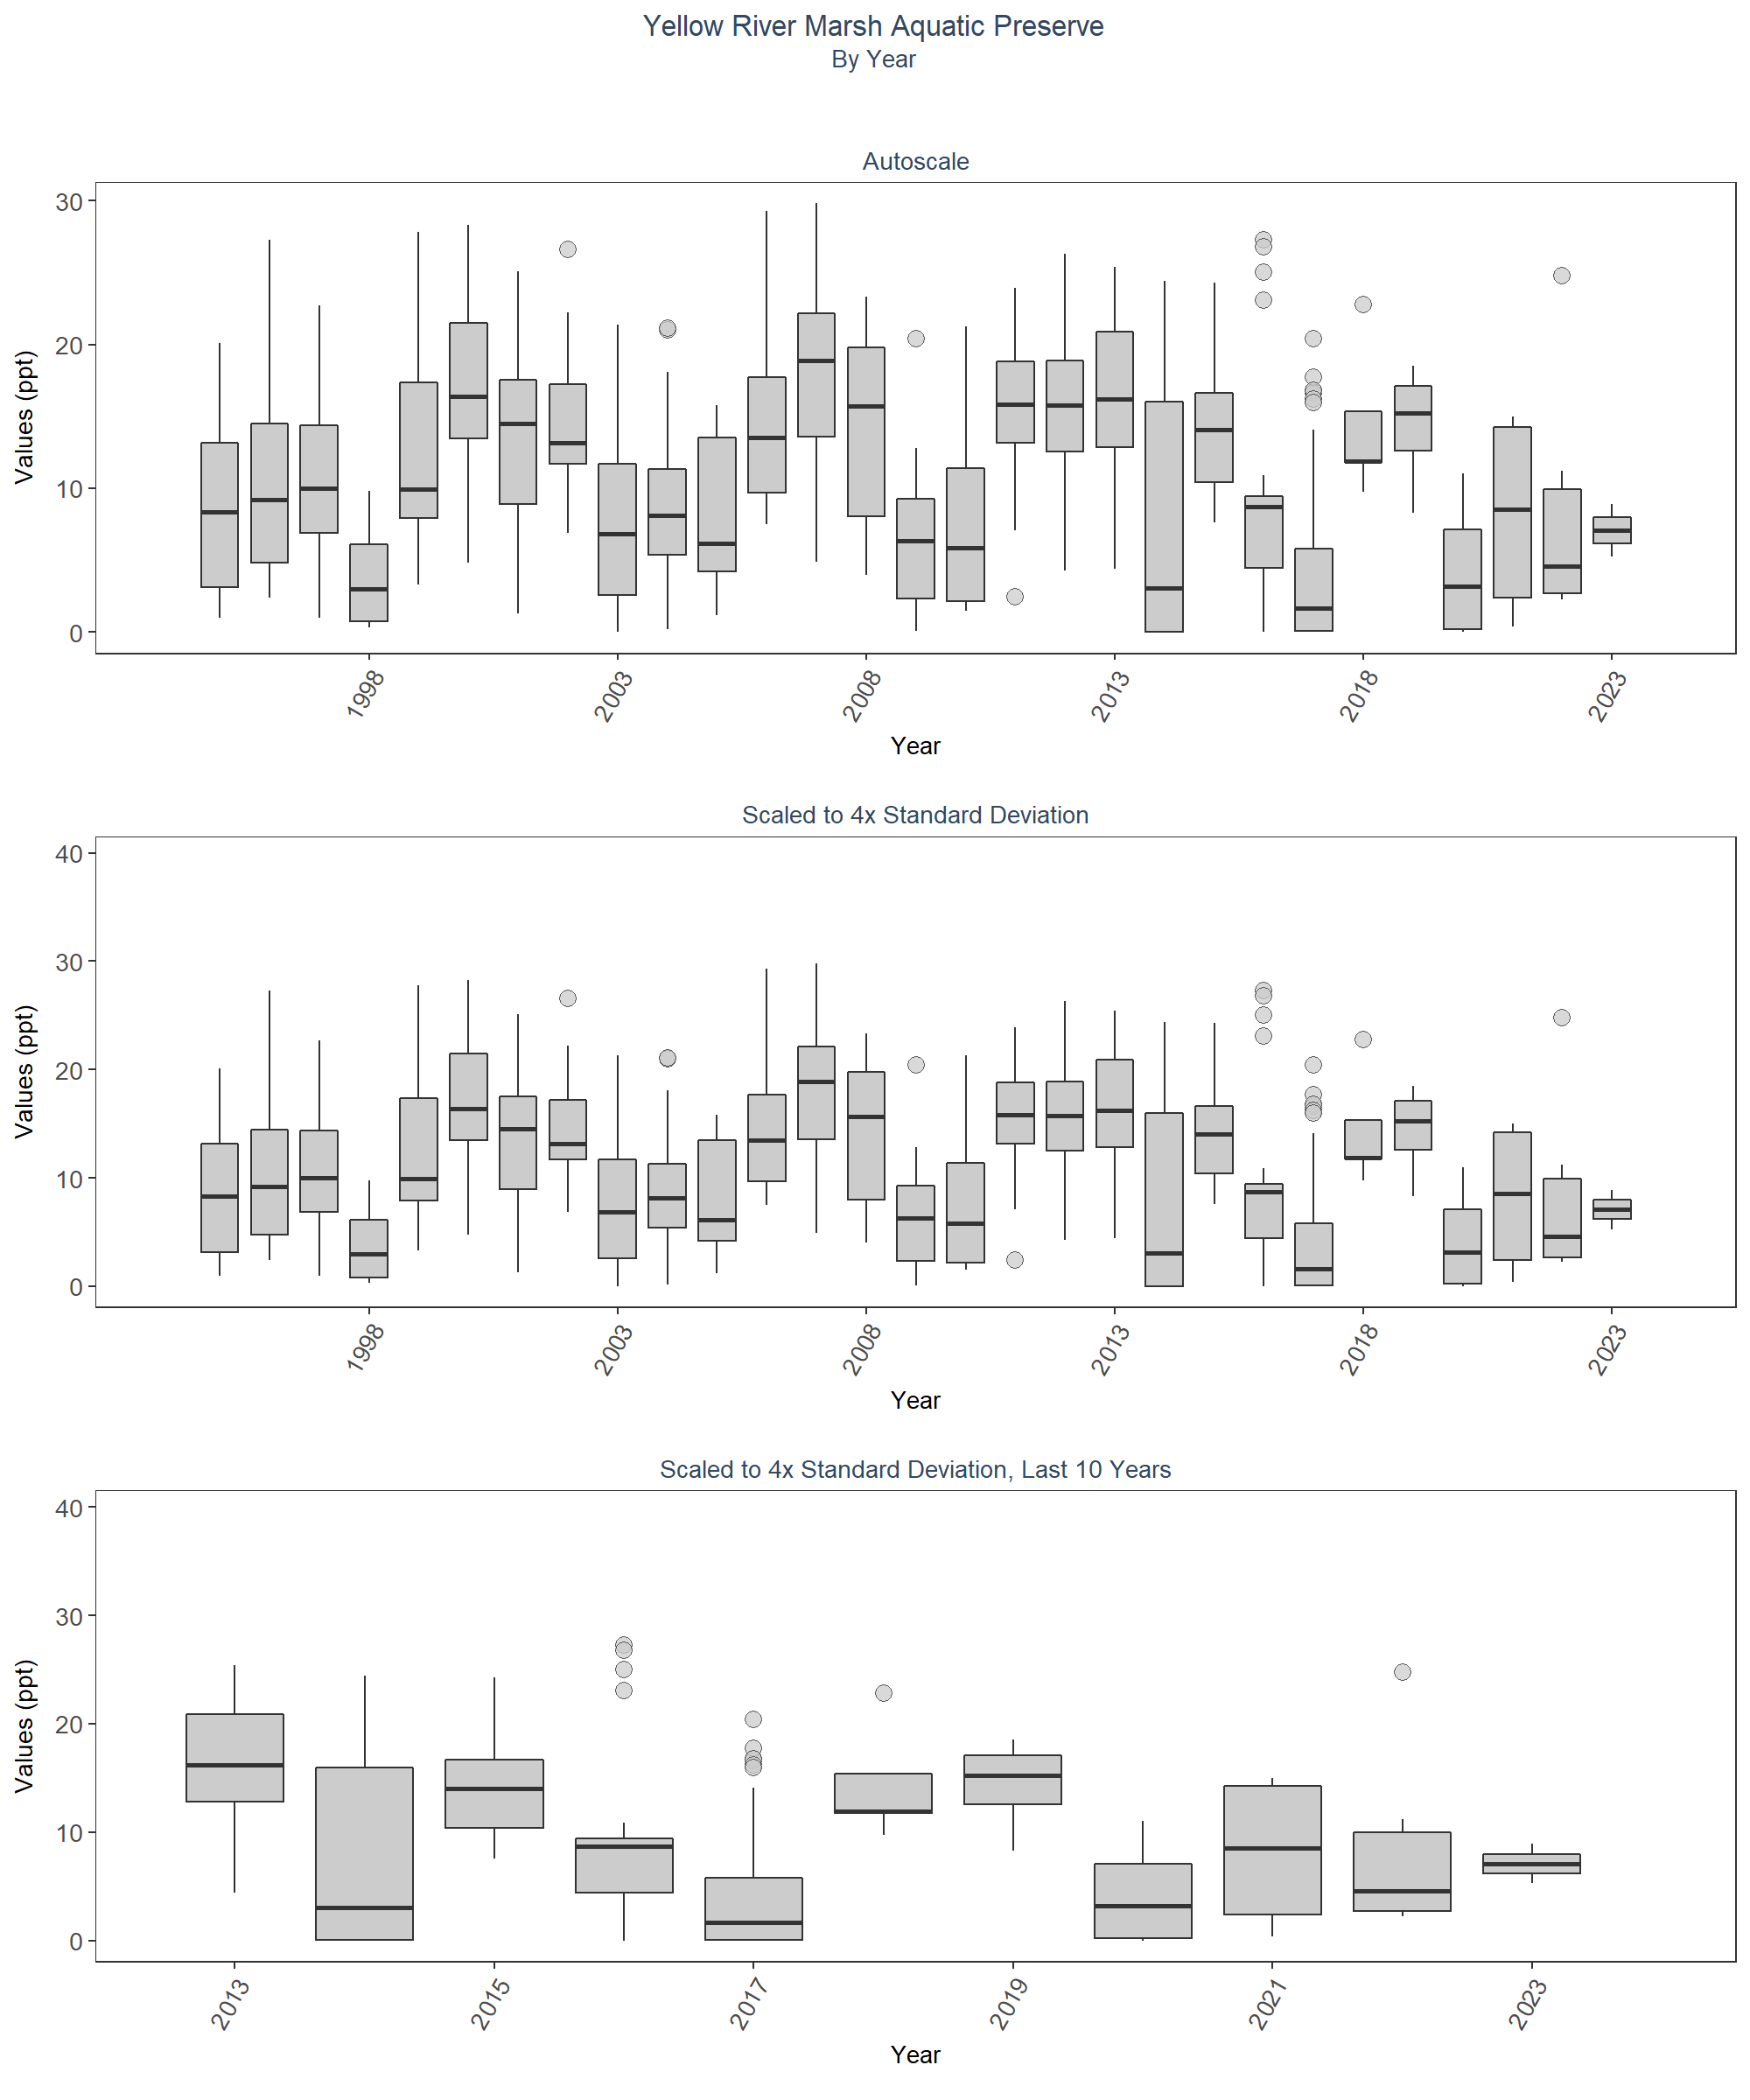 Yellow River Marsh Aquatic Preserve
By Year
Autoscale
Values (ppt)
30
20
10
0
1998 2003 2008 2013 2018 2023
Year
Scaled to 4x Standard Deviation
Values (ppt)
40
30
20
10
0
1998 2003 2008 2013 2018 2023
Year
Scaled to 4x Standard Deviation, Last 10 Years
Values (ppt)
40
30
20
10
0
2013 2015 2017 2019 2021 2023
Year